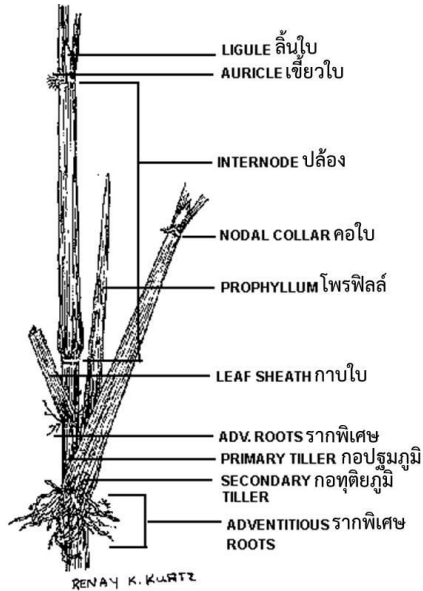 LIGULE ลิ้นใบ
AURICLE เขี้ยวใบ
INTERNODE ปล้อง
NODAL COLLAR คอใบ
PROPHYLLUM โพรฟิลล์
LEAF SHEATH กาบใบ
ADV. ROOTS รากพิเศษ
PRIMARY TILLER กอปฐมภูมิ
SECONDARY กอทุติยภูมิ
TILLER
ADVENTITIOUS รากพิเศษ
ROOTS
RENAY K. KURTZ